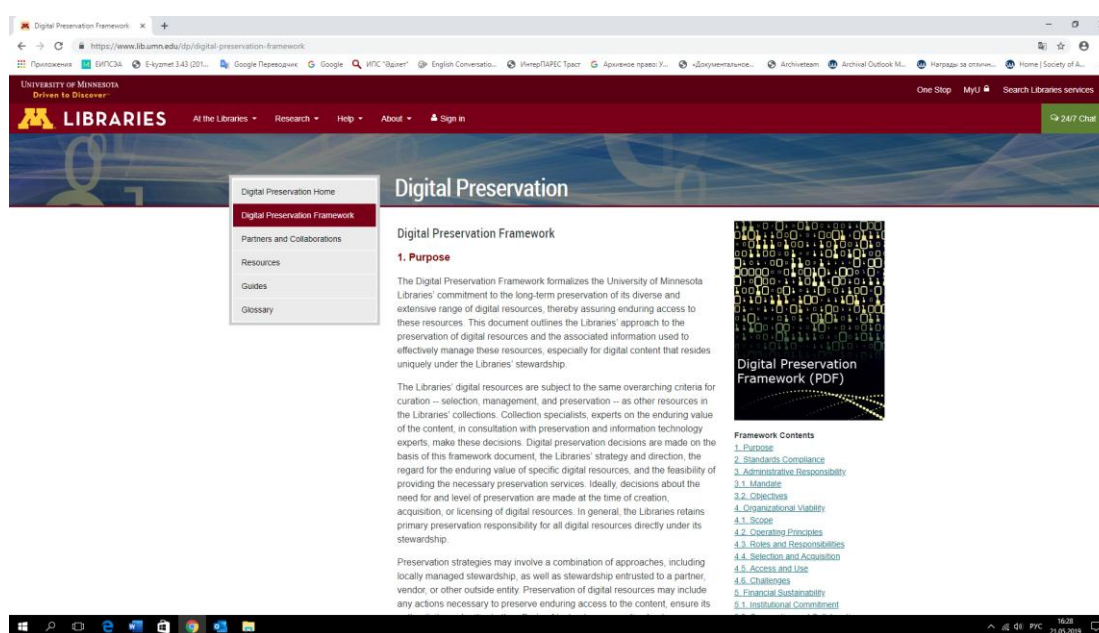 Digital Preservation Framework
https://www.lib.umn.edu/dp/digital-preservation-framework
Приложения ЕИПСЭА E-kyzmet 3.43 (201... Google Переводчик Google ИПС "Әділет" English Conversatio... ИнтерПАРЕС Траст Архивное право: У... «Документальное... Archiveteam Archival Outlook M... Награды за отличн... Home | Society of A...
UNIVERSITY OF MINNESOTA
Driven to Discover
One Stop MyU Search Libraries services
LIBRARIES At the Libraries Research Help About Sign in 24/7 Chat
Digital Preservation
Digital Preservation Home
Digital Preservation Framework
Partners and Collaborations
Resources
Guides
Glossary
Digital Preservation Framework
1. Purpose
The Digital Preservation Framework formalizes the University of Minnesota
Libraries' commitment to the long-term preservation of its diverse and
extensive range of digital resources, thereby assuring enduring access to
these resources. This document outlines the Libraries' approach to the
preservation of digital resources and the associated information used to
effectively manage these resources, especially for digital content that resides
uniquely under the Libraries' stewardship.
The Libraries' digital resources are subject to the same overarching criteria for
curation -- selection, management, and preservation -- as other resources in
the Libraries' collections. Collection specialists, experts on the enduring value
of the content, in consultation with preservation and information technology
experts, make these decisions. Digital preservation decisions are made on the
basis of this framework document, the Libraries' strategy and direction, the
regard for the enduring value of specific digital resources, and the feasibility of
providing the necessary preservation services. Ideally, decisions about the
need for and level of preservation are made at the time of creation,
acquisition, or licensing of digital resources. In general, the Libraries retains
primary preservation responsibility for all digital resources directly under its
stewardship.
Preservation strategies may involve a combination of approaches, including
locally managed stewardship, as well as stewardship entrusted to a partner,
vendor, or other outside entity. Preservation of digital resources may include
any actions necessary to preserve enduring access to the content, ensure its
Digital Preservation
Framework (PDF)
Framework Contents
1. Purpose
2. Standards Compliance
3. Administrative Responsibility
3.1. Mandate
3.2. Objectives
4. Organizational Viability
4.1. Scope
4.2. Operating Principles
4.3. Roles and Responsibilities
4.4. Selection and Acquisition
4.5. Access and Use
4.6. Challenges
5. Financial Sustainability
5.1. Institutional Commitment
РУС 16:28
21.05.2019